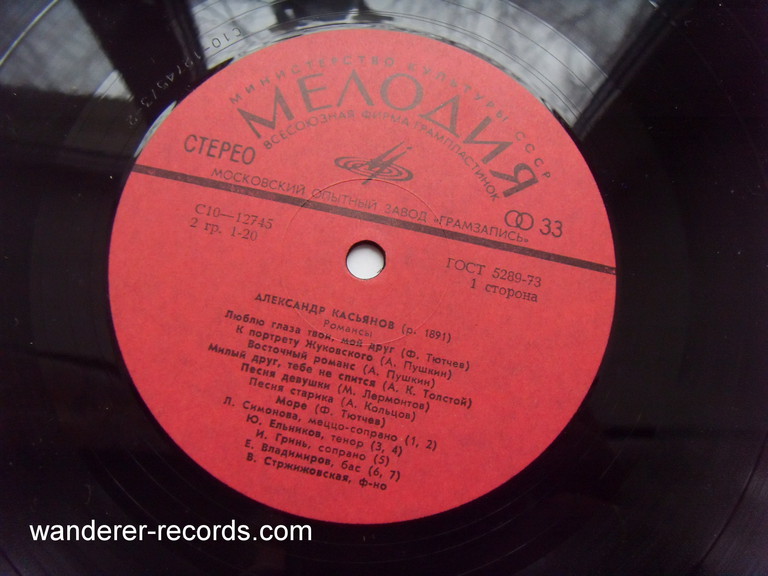 МИНИСТЕРСТВО КУЛЬТУРЫ СССР
МЕЛОДИЯ
ВСЕСОЮЗНАЯ ФИРМА ГРАМПЛАСТИНОК
СТЕРЕО
33
МОСКОВСКИЙ ОПЫТНЫЙ ЗАВОД «ГРАМЗАПИСЬ»
С10—12745
2 гр. 1-20
ГОСТ 5289-73
1 сторона
АЛЕКСАНДР КАСЬЯНОВ (р. 1891)
Романсы
Люблю глаза твои, мой друг (Ф. Тютчев)
К портрету Жуковского (А. Пушкин)
Восточный романс (А. Пушкин)
Милый друг, тебе не спится (А. К. Толстой)
Песня девушки (М. Лермонтов)
Песня старика (А. Кольцов)
Море (Ф. Тютчев)
Л. Симонова, меццо-сопрано (1, 2)
Ю. Ельников, тенор (3, 4)
И. Гринь, сопрано (5)
Е. Владимиров, бас (6, 7)
В. Стржижовская, ф-но
wanderer-records.com